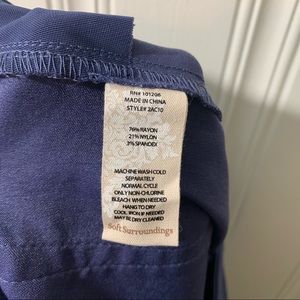 RN# 101206
MADE IN CHINA
STYLE# 2AC10
76% RAYON
21% NYLON
3% SPANDEX
MACHINE WASH COLD
SEPARATELY
NORMAL CYCLE
ONLY NON-CHLORINE
BLEACH WHEN NEEDED
HANG TO DRY
COOL IRON IF NEEDED
MAY BE DRY CLEANED
Soft Surroundings